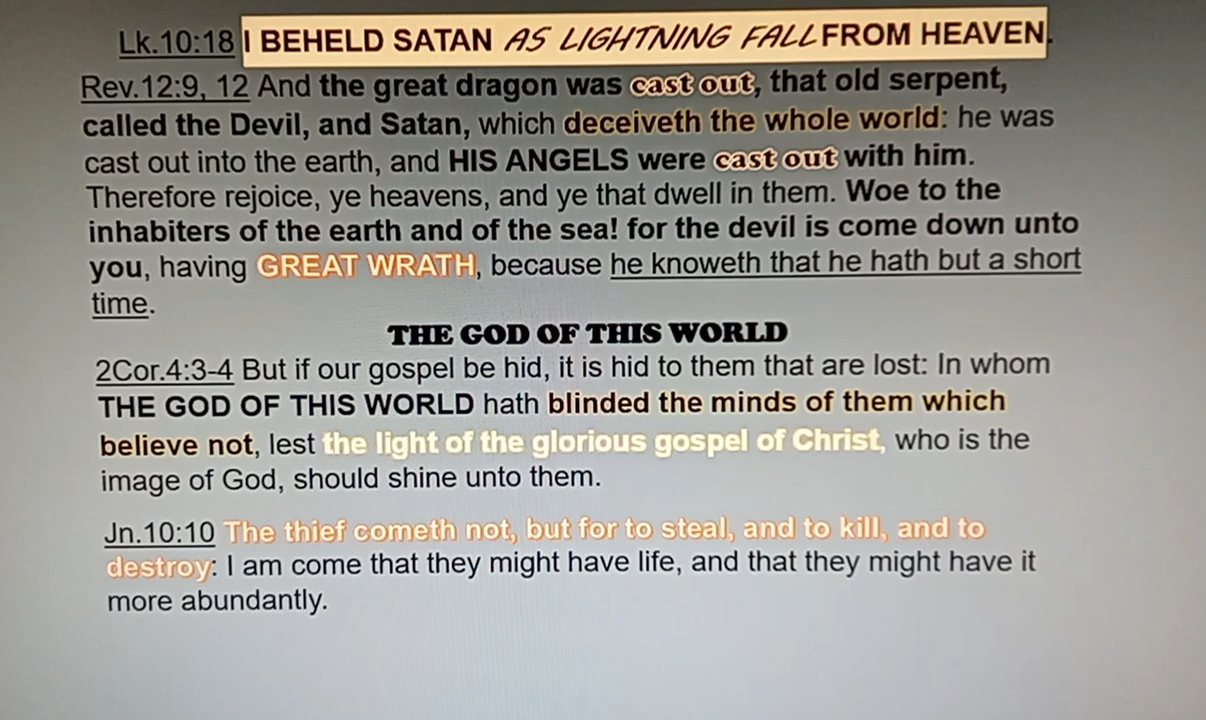 Lk.10:18 I BEHELD SATAN AS LIGHTNING FALL FROM HEAVEN.
Rev.12:9, 12 And the great dragon was cast out, that old serpent,
called the Devil, and Satan, which deceiveth the whole world: he was
cast out into the earth, and HIS ANGELS were cast out with him.
Therefore rejoice, ye heavens, and ye that dwell in them. Woe to the
inhabiters of the earth and of the sea! for the devil is come down unto
you, having GREAT WRATH, because he knoweth that he hath but a short
time.
THE GOD OF THIS WORLD
2Cor.4:3-4 But if our gospel be hid, it is hid to them that are lost: In whom
THE GOD OF THIS WORLD hath blinded the minds of them which
believe not, lest the light of the glorious gospel of Christ, who is the
image of God, should shine unto them.
Jn.10:10 The thief cometh not, but for to steal, and to kill, and to
destroy: I am come that they might have life, and that they might have it
more abundantly.